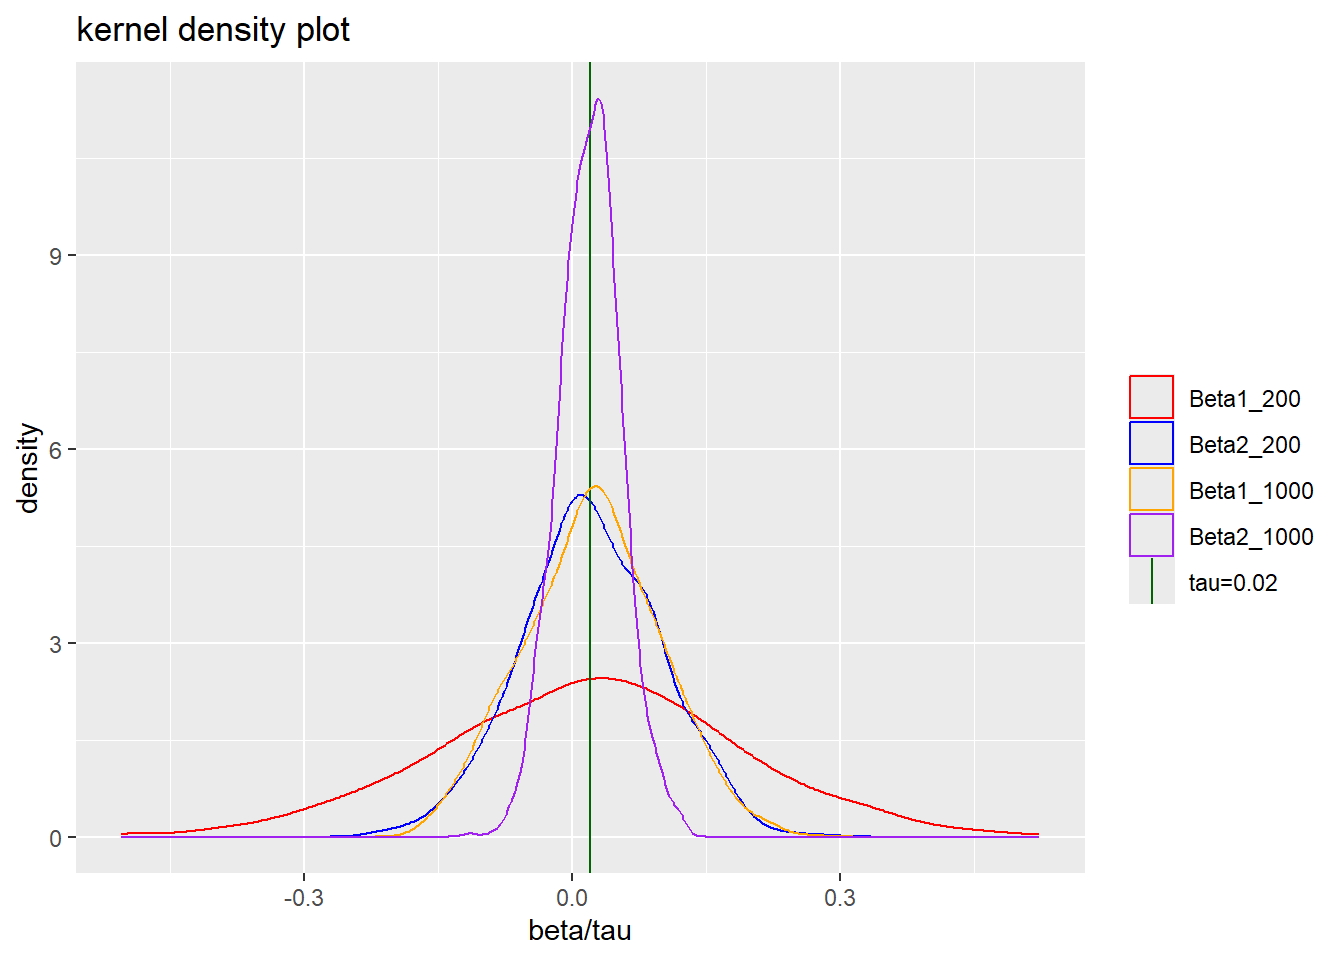 kernel density plot
density
9
6
3
0
-0.3
0.0
0.3
beta/tau
Beta1_200
Beta2_200
Beta1_1000
Beta2_1000
tau=0.02